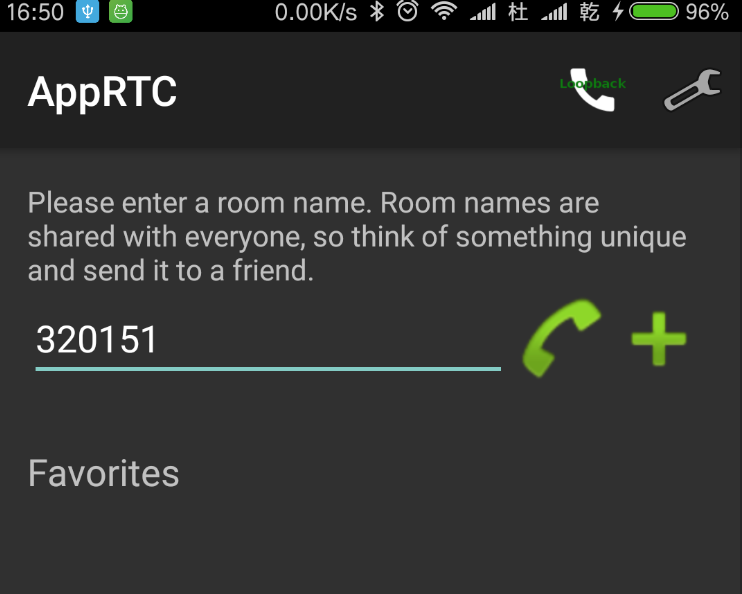 16:50 0.00K/s 杜 乾 96%
AppRTC Loopback
Please enter a room name. Room names are
shared with everyone, so think of something unique
and send it to a friend.
320151
Favorites